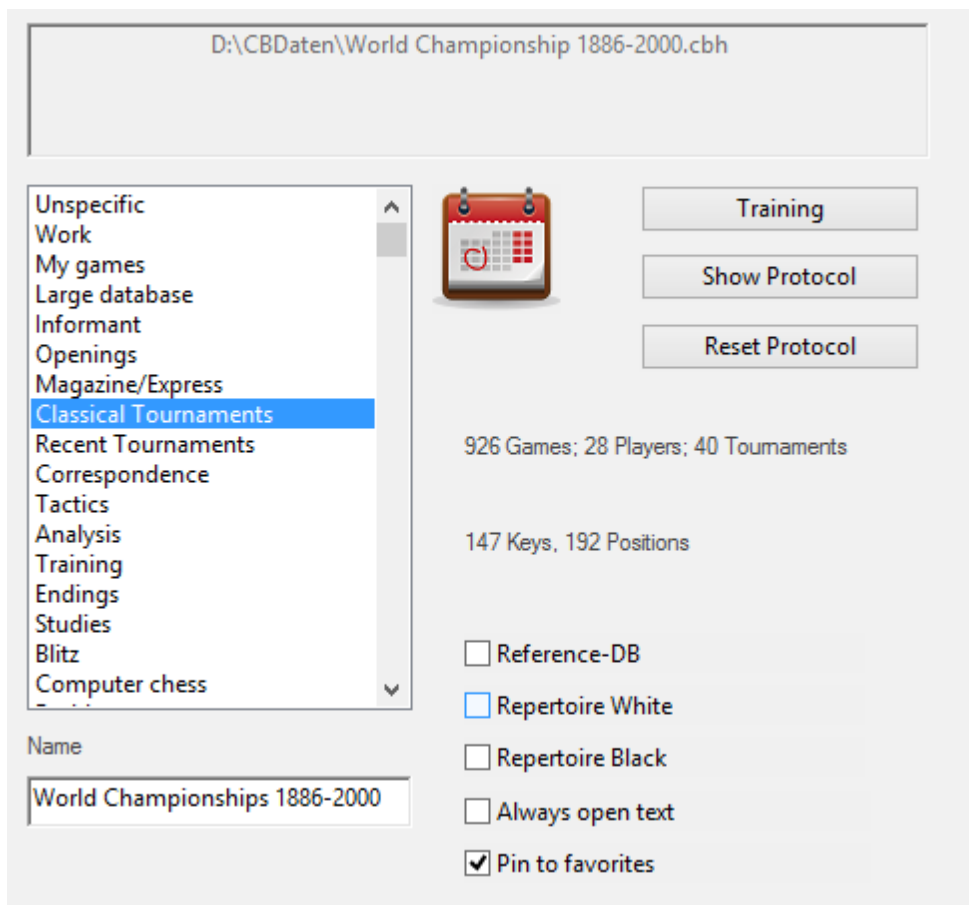 D:\CBDaten\World Championship 1886-2000.cbh
Unspecific
Work
My games
Large database
Informant
Openings
Magazine/Express
Classical Tournaments
Recent Tournaments
Correspondence
Tactics
Analysis
Training
Endings
Studies
Blitz
Computer chess
Name
World Championships 1886-2000
Training
Show Protocol
Reset Protocol
926 Games; 28 Players; 40 Tournaments
147 Keys, 192 Positions
Reference-DB
Repertoire White
Repertoire Black
Always open text
Pin to favorites